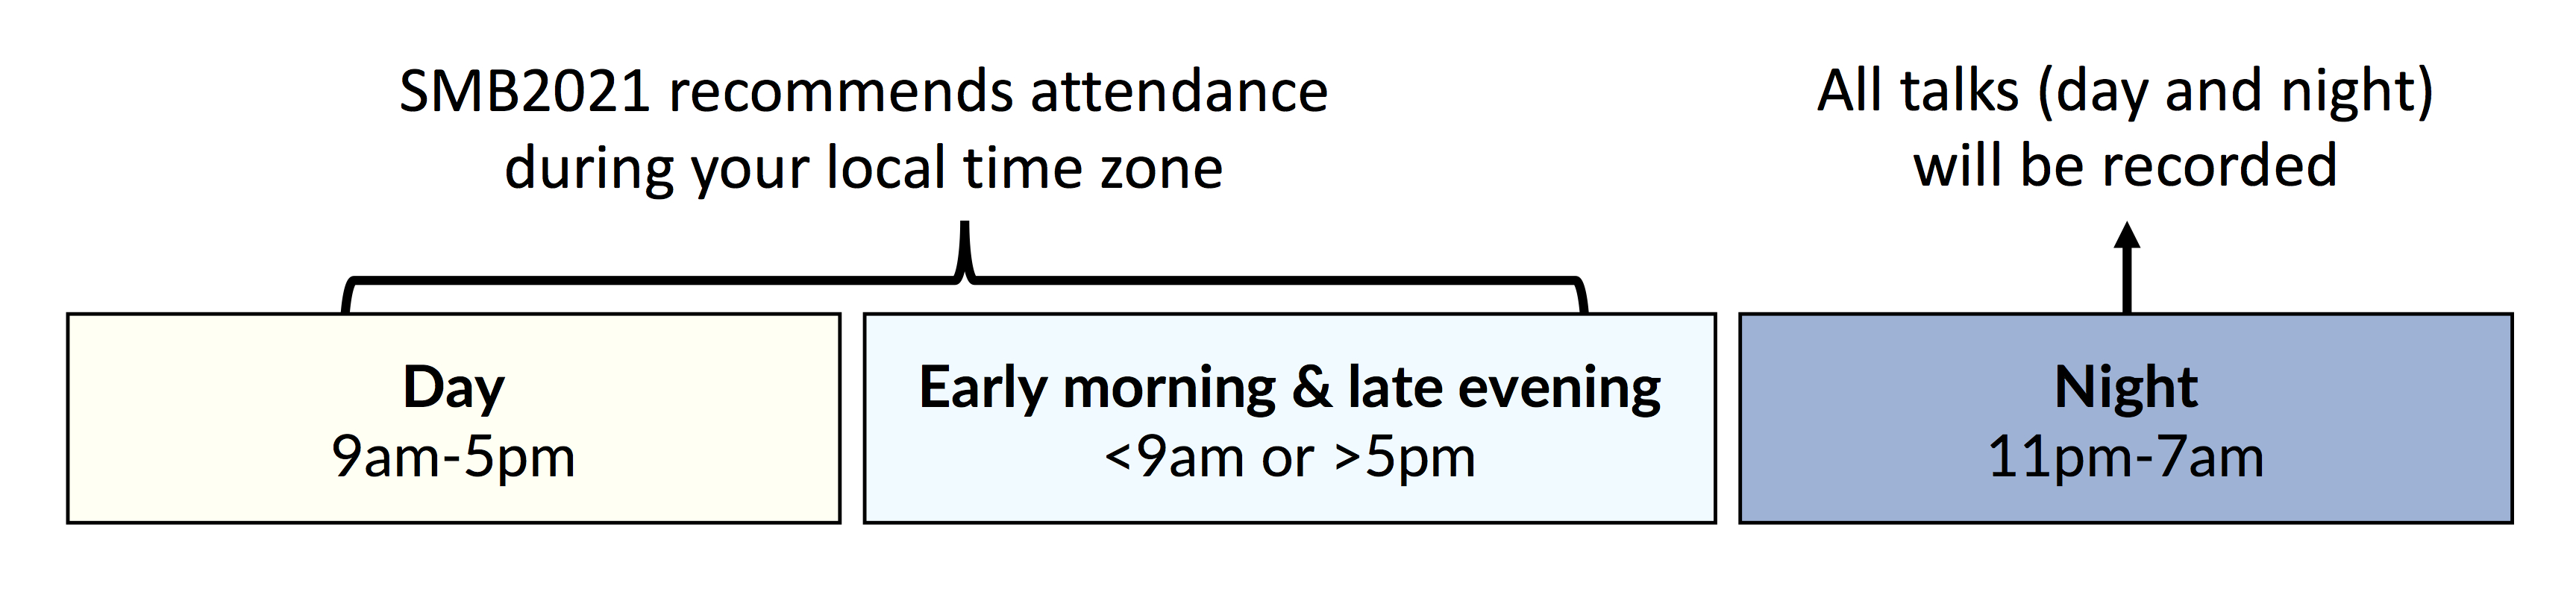 SMB2021 recommends attendance
during your local time zone
All talks (day and night)
will be recorded
Day
9am-5pm
Early morning & late evening
<9am or >5pm
Night
11pm-7am